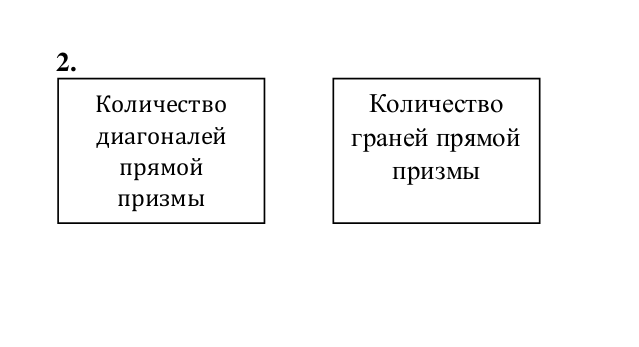 2.
Количество
диагоналей
прямой
призмы
Количество
граней прямой
призмы